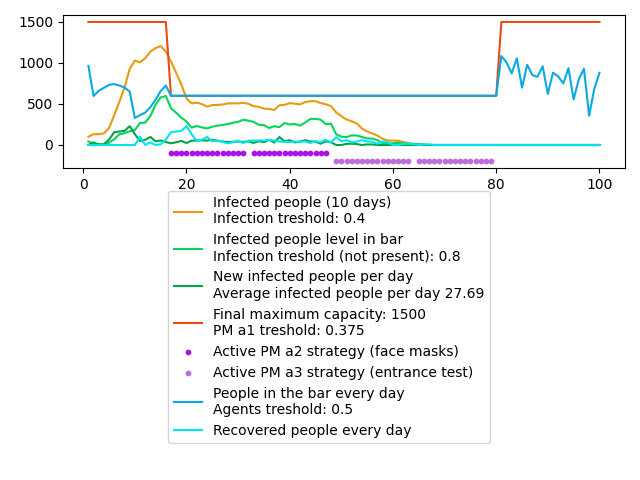 1500
1000
500
0
0
20
40
60
80
100
Infected people (10 days)
Infection treshold: 0.4
Infected people level in bar
Infection treshold (not present): 0.8
New infected people per day
Average infected people per day 27.69
Final maximum capacity: 1500
PM a1 treshold: 0.375
Active PM a2 strategy (face masks)
Active PM a3 strategy (entrance test)
People in the bar every day
Agents treshold: 0.5
Recovered people every day